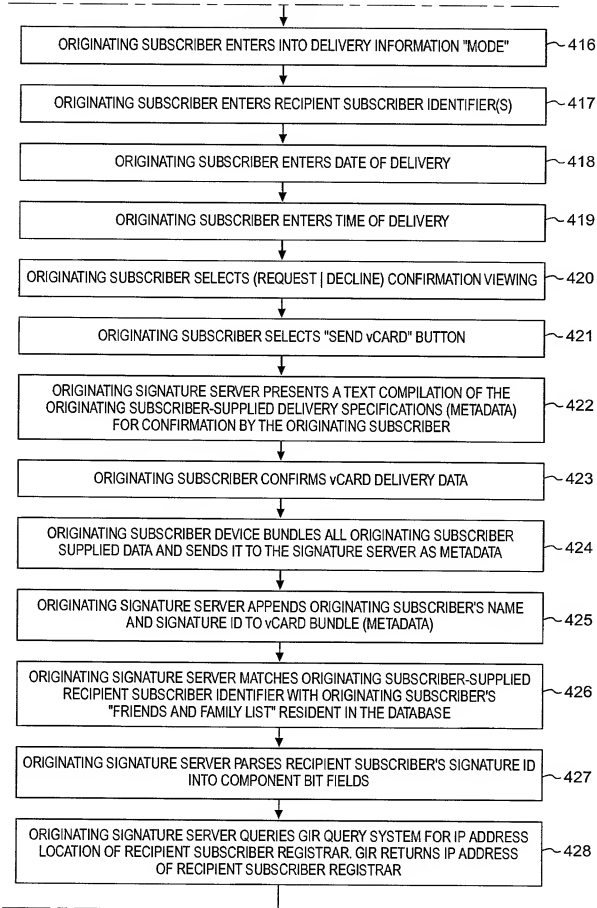 ORIGINATING SUBSCRIBER ENTERS INTO DELIVERY INFORMATION "MODE"
416
ORIGINATING SUBSCRIBER ENTERS RECIPIENT SUBSCRIBER IDENTIFIER(S)
417
ORIGINATING SUBSCRIBER ENTERS DATE OF DELIVERY
418
ORIGINATING SUBSCRIBER ENTERS TIME OF DELIVERY
419
ORIGINATING SUBSCRIBER SELECTS (REQUEST | DECLINE) CONFIRMATION VIEWING
420
ORIGINATING SUBSCRIBER SELECTS "SEND vCARD" BUTTON
421
ORIGINATING SIGNATURE SERVER PRESENTS A TEXT COMPILATION OF THE
ORIGINATING SUBSCRIBER-SUPPLIED DELIVERY SPECIFICATIONS (METADATA)
FOR CONFIRMATION BY THE ORIGINATING SUBSCRIBER
422
ORIGINATING SUBSCRIBER CONFIRMS vCARD DELIVERY DATA
423
ORIGINATING SUBSCRIBER DEVICE BUNDLES ALL ORIGINATING SUBSCRIBER
SUPPLIED DATA AND SENDS IT TO THE SIGNATURE SERVER AS METADATA
424
ORIGINATING SIGNATURE SERVER APPENDS ORIGINATING SUBSCRIBER'S NAME
AND SIGNATURE ID TO vCARD BUNDLE (METADATA)
425
ORIGINATING SIGNATURE SERVER MATCHES ORIGINATING SUBSCRIBER-SUPPLIED
RECIPIENT SUBSCRIBER IDENTIFIER WITH ORIGINATING SUBSCRIBER'S
"FRIENDS AND FAMILY LIST" RESIDENT IN THE DATABASE
426
ORIGINATING SIGNATURE SERVER PARSES RECIPIENT SUBSCRIBER'S SIGNATURE ID
INTO COMPONENT BIT FIELDS
427
ORIGINATING SIGNATURE SERVER QUERIES GIR QUERY SYSTEM FOR IP ADDRESS
LOCATION OF RECIPIENT SUBSCRIBER REGISTRAR. GIR RETURNS IP ADDRESS
OF RECIPIENT SUBSCRIBER REGISTRAR
428